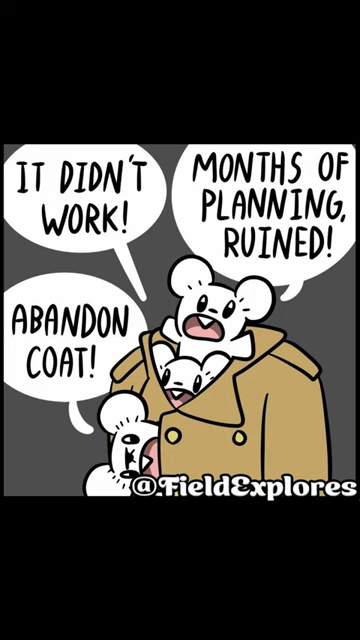 IT DIDN'T
WORK!
MONTHS OF
PLANNING,
RUINED!
ABANDON
COAT!
@FieldExplores